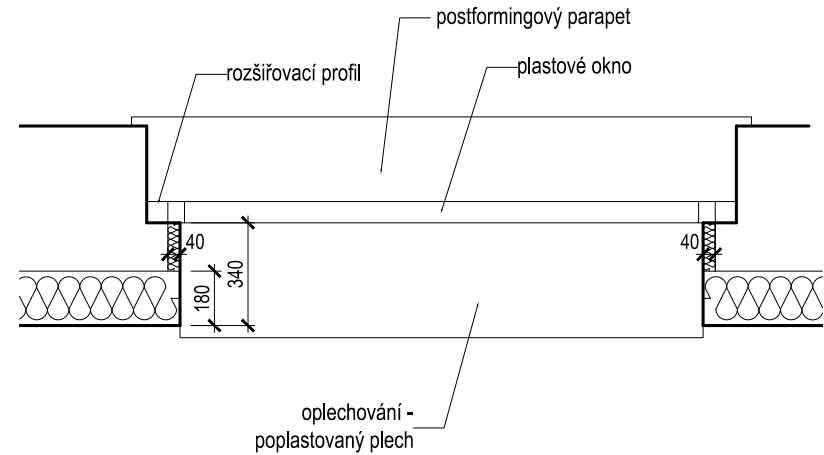 postformingový parapet
rozšiřovací profil
plastové okno
40
40
340
180
oplechování -
poplastovaný plech